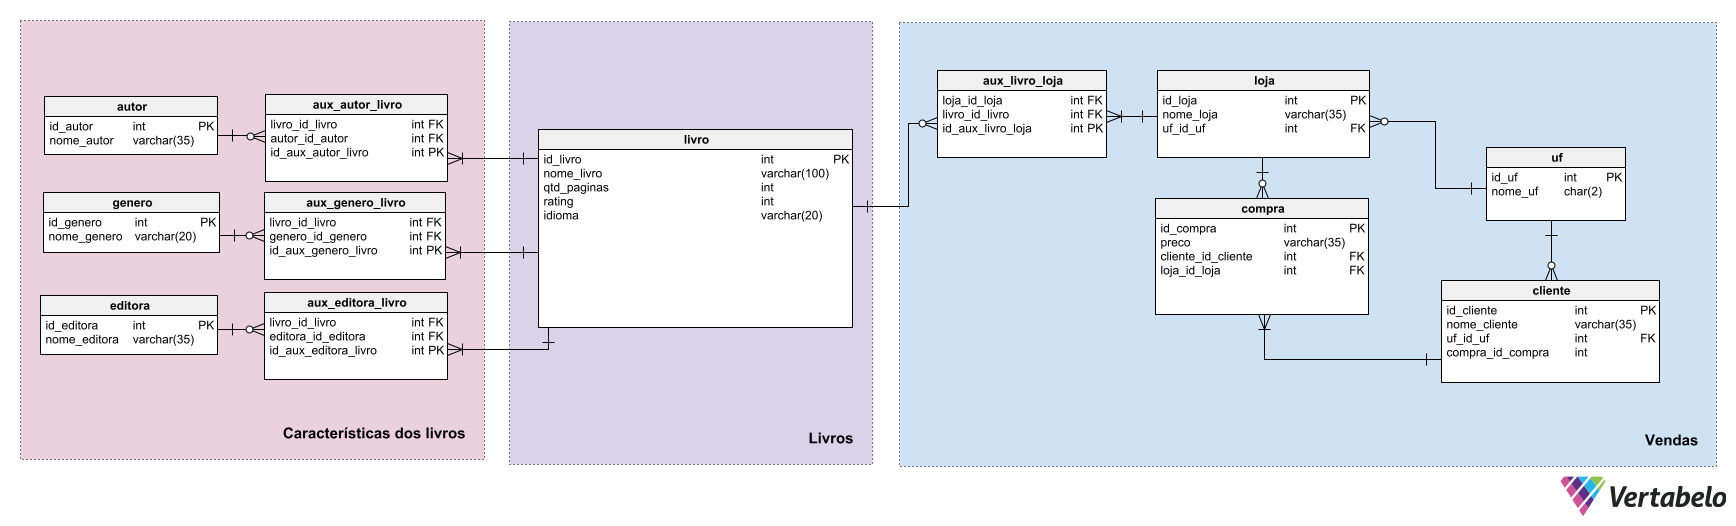 autor
id_autor int PK
nome_autor varchar(35)
aux_autor_livro
livro_id_livro int FK
autor_id_autor int FK
id_aux_autor_livro int PK
genero
id_genero int PK
nome_genero varchar(20)
aux_genero_livro
livro_id_livro int FK
genero_id_genero int FK
id_aux_genero_livro int PK
editora
id_editora int PK
nome_editora varchar(35)
aux_editora_livro
livro_id_livro int FK
editora_id_editora int FK
id_aux_editora_livro int PK
Características dos livros
livro
id_livro int PK
nome_livro varchar(100)
qtd_paginas int
rating int
idioma varchar(20)
Livros
aux_livro_loja
loja_id_loja int FK
livro_id_livro int FK
id_aux_livro_loja int PK
loja
id_loja int PK
nome_loja varchar(35)
uf_id_uf int FK
uf
id_uf int PK
nome_uf char(2)
compra
id_compra int PK
preco varchar(35)
cliente_id_cliente int FK
loja_id_loja int FK
cliente
id_cliente int PK
nome_cliente varchar(35)
uf_id_uf int FK
compra_id_compra int
Vendas
Vertabelo